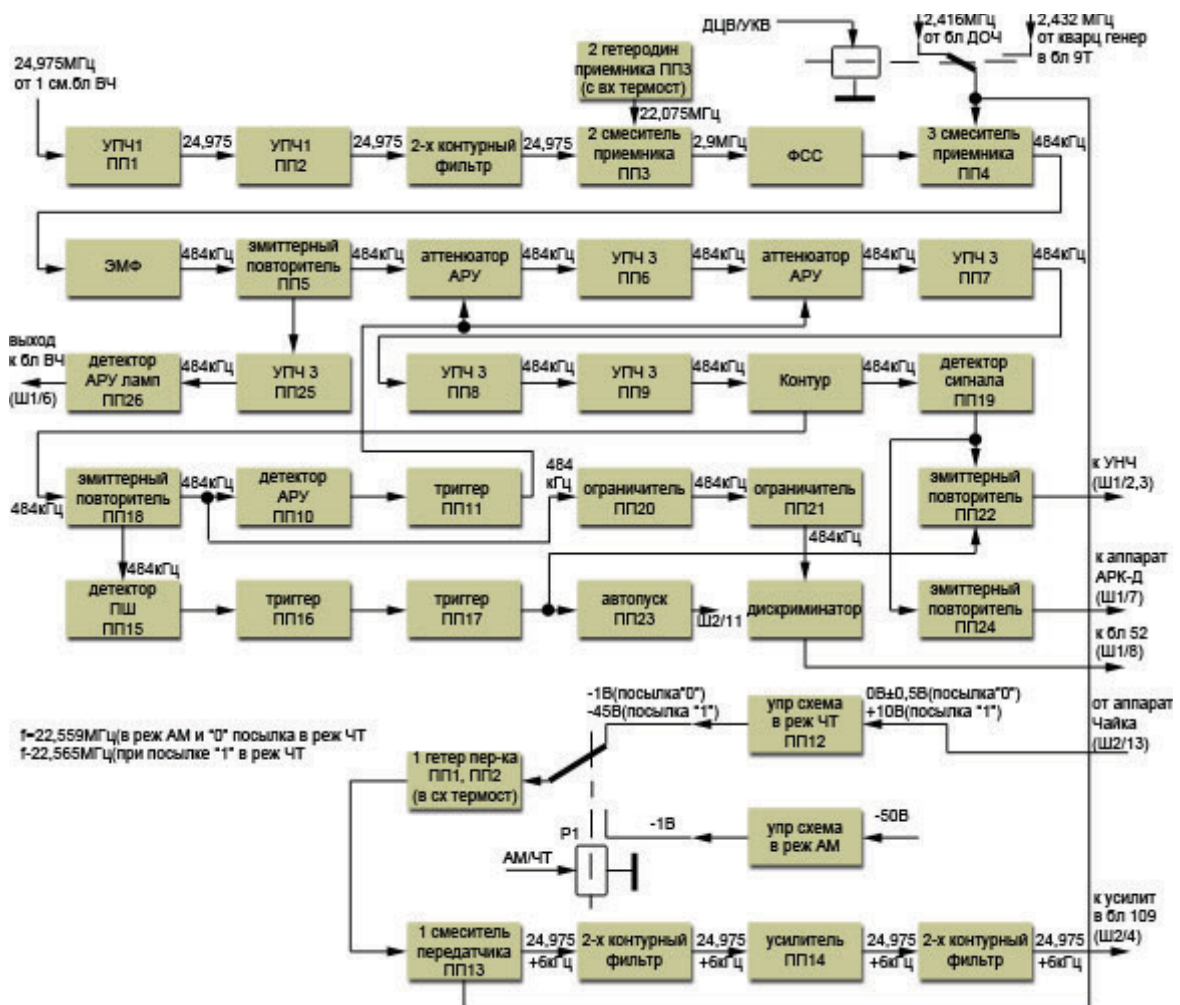 ДЦВ/УКВ
2,416МГц
от бл ДОЧ
2,432 МГц
от кварц генер
в бл 9Т
24,975МГц
от 1 см.бл ВЧ
2 гетеродин
приемника ПП3
(с вх термост)
22,075МГц
УПЧ1
ПП1
24,975
УПЧ1
ПП2
24,975
2-х контурный
фильтр
24,975
2 смеситель
приемника
ПП3
2,9МГц
ФСС
3 смеситель
приемника
ПП4
484кГц
ЭМФ
484кГц
эмиттерный
повторитель
ПП5
484кГц
аттенюатор
АРУ
484кГц
УПЧ 3
ПП6
484кГц
аттенюатор
АРУ
484кГц
УПЧ 3
ПП7
484кГц
выход
к бл ВЧ
(Ш1/6)
детектор
АРУ ламп
ПП26
484кГц
УПЧ 3
ПП25
УПЧ 3
ПП8
484кГц
УПЧ 3
ПП9
484кГц
Контур
484кГц
детектор
сигнала
ПП19
484кГц
эмиттерный
повторитель
ПП18
484кГц
детектор
АРУ
ПП10
триггер
ПП11
484
кГц
ограничитель
ПП20
484кГц
ограничитель
ПП21
484кГц
эмиттерный
повторитель
ПП22
к УНЧ
(Ш1/2,3)
484кГц
детектор
ПШ
ПП15
триггер
ПП16
триггер
ПП17
автопуск
ПП23
Ш2/11
дискриминатор
эмиттерный
повторитель
ПП24
к аппарат
АРК-Д
(Ш1/7)
к бл 52
(Ш1/8)
f=22,559МГц(в реж АМ и "0" посылка в реж ЧТ
f-22,565МГц(при посылке "1" в реж ЧТ
-1В(посылка"0")
-45В(посылка "1")
упр схема
в реж ЧТ
ПП12
0В±0,5В(посылка"0")
+10В(посылка "1")
от аппарат
Чайка
(Ш2/13)
1 гетер пер-ка
ПП1, ПП2
(в сх термост)
Р1
АМ/ЧТ
-1В
упр схема
в реж АМ
-50В
1 смеситель
передатчика
ПП13
24,975
+6кГц
2-х контурный
фильтр
24,975
+6кГц
усилитель
ПП14
24,975
+6кГц
2-х контурный
фильтр
24,975
+6кГц
к усилит
в бл 109
(Ш2/4)